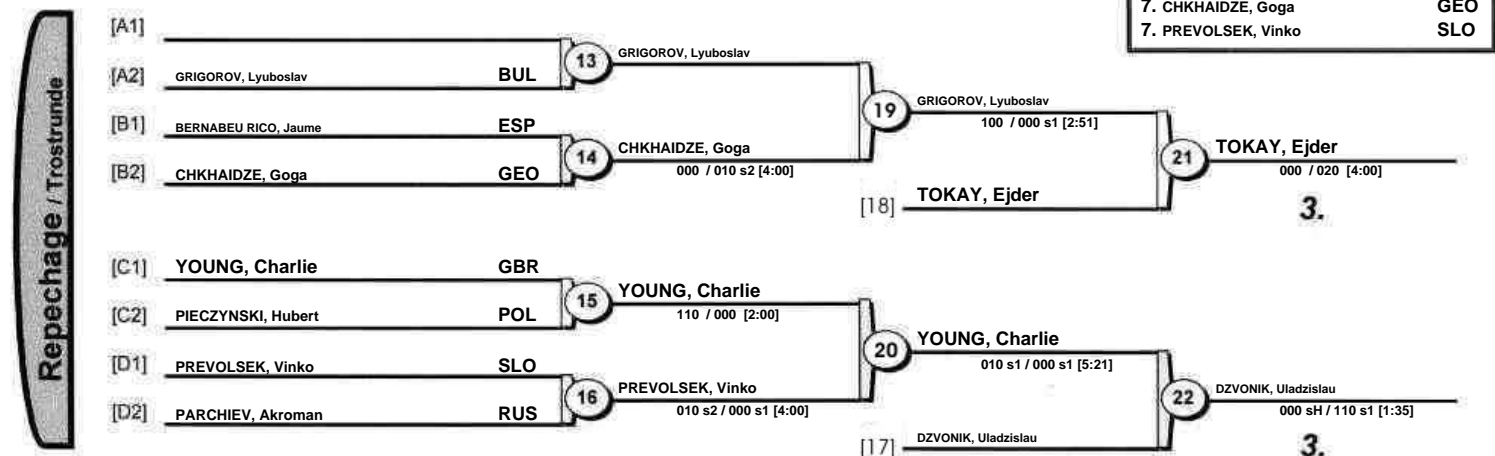 7. CHKHAIDZE, Goga GEO
7. PREVOLSEK, Vinko SLO
Repechage / Trostrunde
[A1]
[A2] GRIGOROV, Lyuboslav BUL
13 GRIGOROV, Lyuboslav
[B1] BERNABEU RICO, Jaume ESP
[B2] CHKHAIDZE, Goga GEO
14 CHKHAIDZE, Goga
000 / 010 s2 [4:00]
19 GRIGOROV, Lyuboslav
100 / 000 s1 [2:51]
[18] TOKAY, Ejder
21 TOKAY, Ejder
000 / 020 [4:00]
3.
[C1] YOUNG, Charlie GBR
[C2] PIECZYNSKI, Hubert POL
15 YOUNG, Charlie
110 / 000 [2:00]
[D1] PREVOLSEK, Vinko SLO
[D2] PARCHIEV, Akroman RUS
16 PREVOLSEK, Vinko
010 s2 / 000 s1 [4:00]
20 YOUNG, Charlie
010 s1 / 000 s1 [5:21]
[17] DZVONIK, Uladzislau
22 DZVONIK, Uladzislau
000 sH / 110 s1 [1:35]
3.